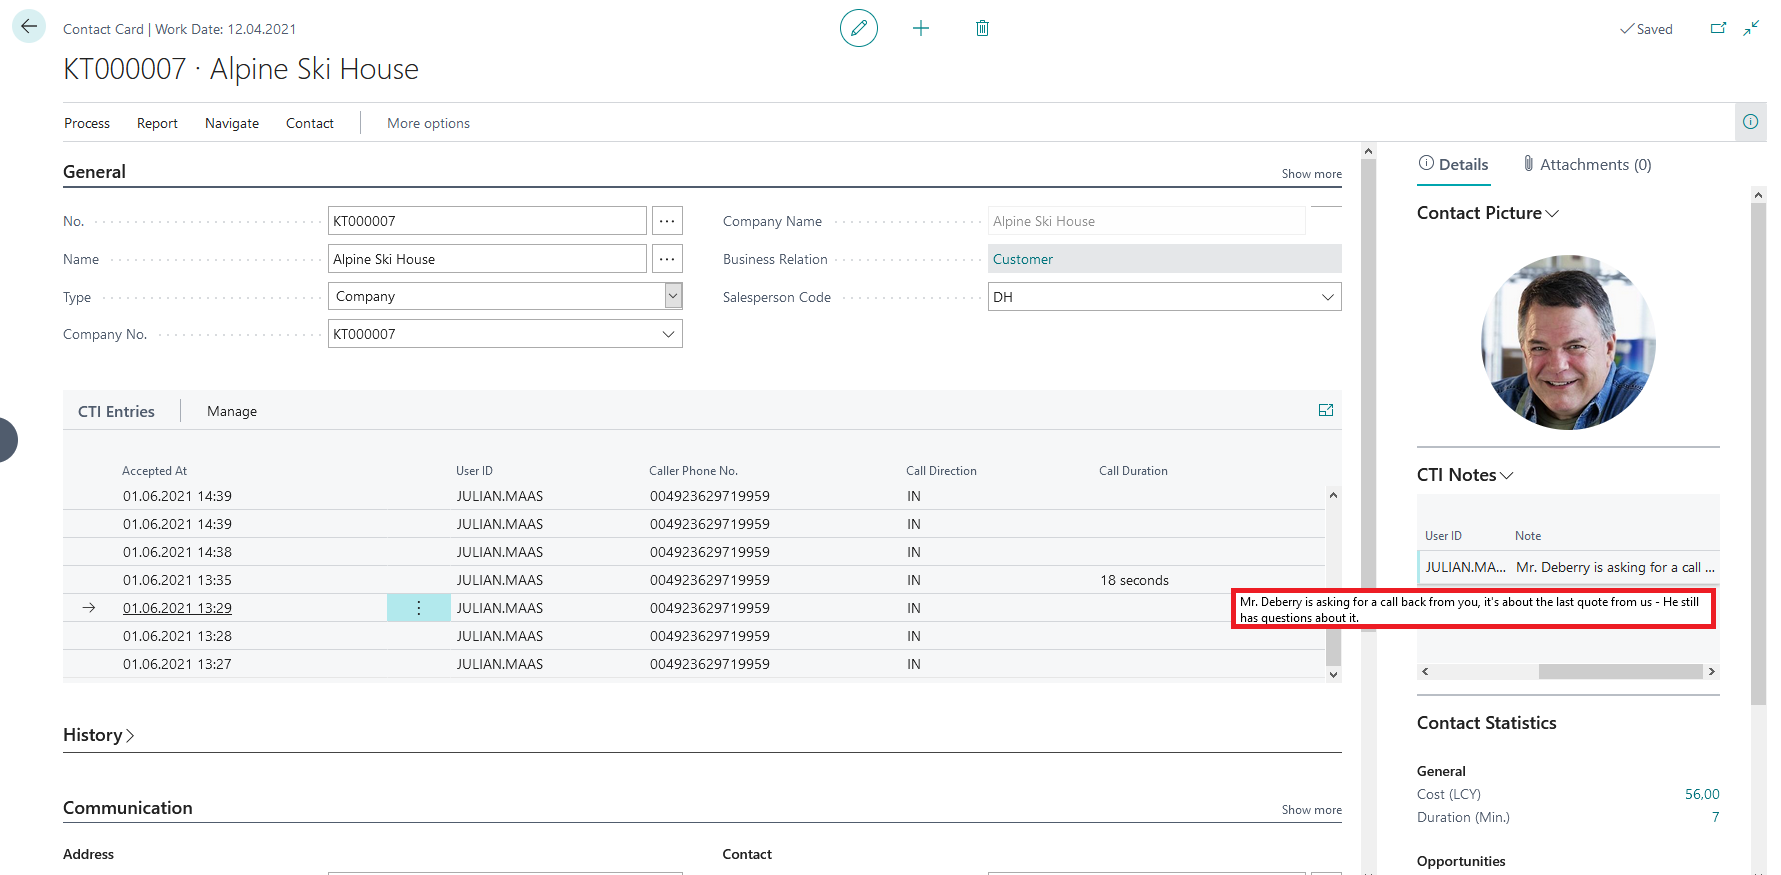 Contact Card | Work Date: 12.04.2021
Saved
KT000007 · Alpine Ski House
Process Report Navigate Contact More options
General
Show more
No. KT000007 ...
Name Alpine Ski House ...
Type Company
Company No. KT000007
Company Name Alpine Ski House
Business Relation Customer
Salesperson Code DH
CTI Entries Manage
Accepted At User ID Caller Phone No. Call Direction Call Duration
01.06.2021 14:39 JULIAN.MAAS 004923629719959 IN
01.06.2021 14:39 JULIAN.MAAS 004923629719959 IN
01.06.2021 14:38 JULIAN.MAAS 004923629719959 IN
01.06.2021 13:35 JULIAN.MAAS 004923629719959 IN 18 seconds
01.06.2021 13:29 JULIAN.MAAS 004923629719959 IN
01.06.2021 13:28 JULIAN.MAAS 004923629719959 IN
01.06.2021 13:27 JULIAN.MAAS 004923629719959 IN
History
Communication
Show more
Address
Contact
Details Attachments (0)
Contact Picture
CTI Notes
User ID Note
JULIAN.MA... Mr. Deberry is asking for a call ...
Mr. Deberry is asking for a call back from you, it's about the last quote from us - He still
has questions about it.
Contact Statistics
General
Cost (LCY) 56,00
Duration (Min.) 7
Opportunities